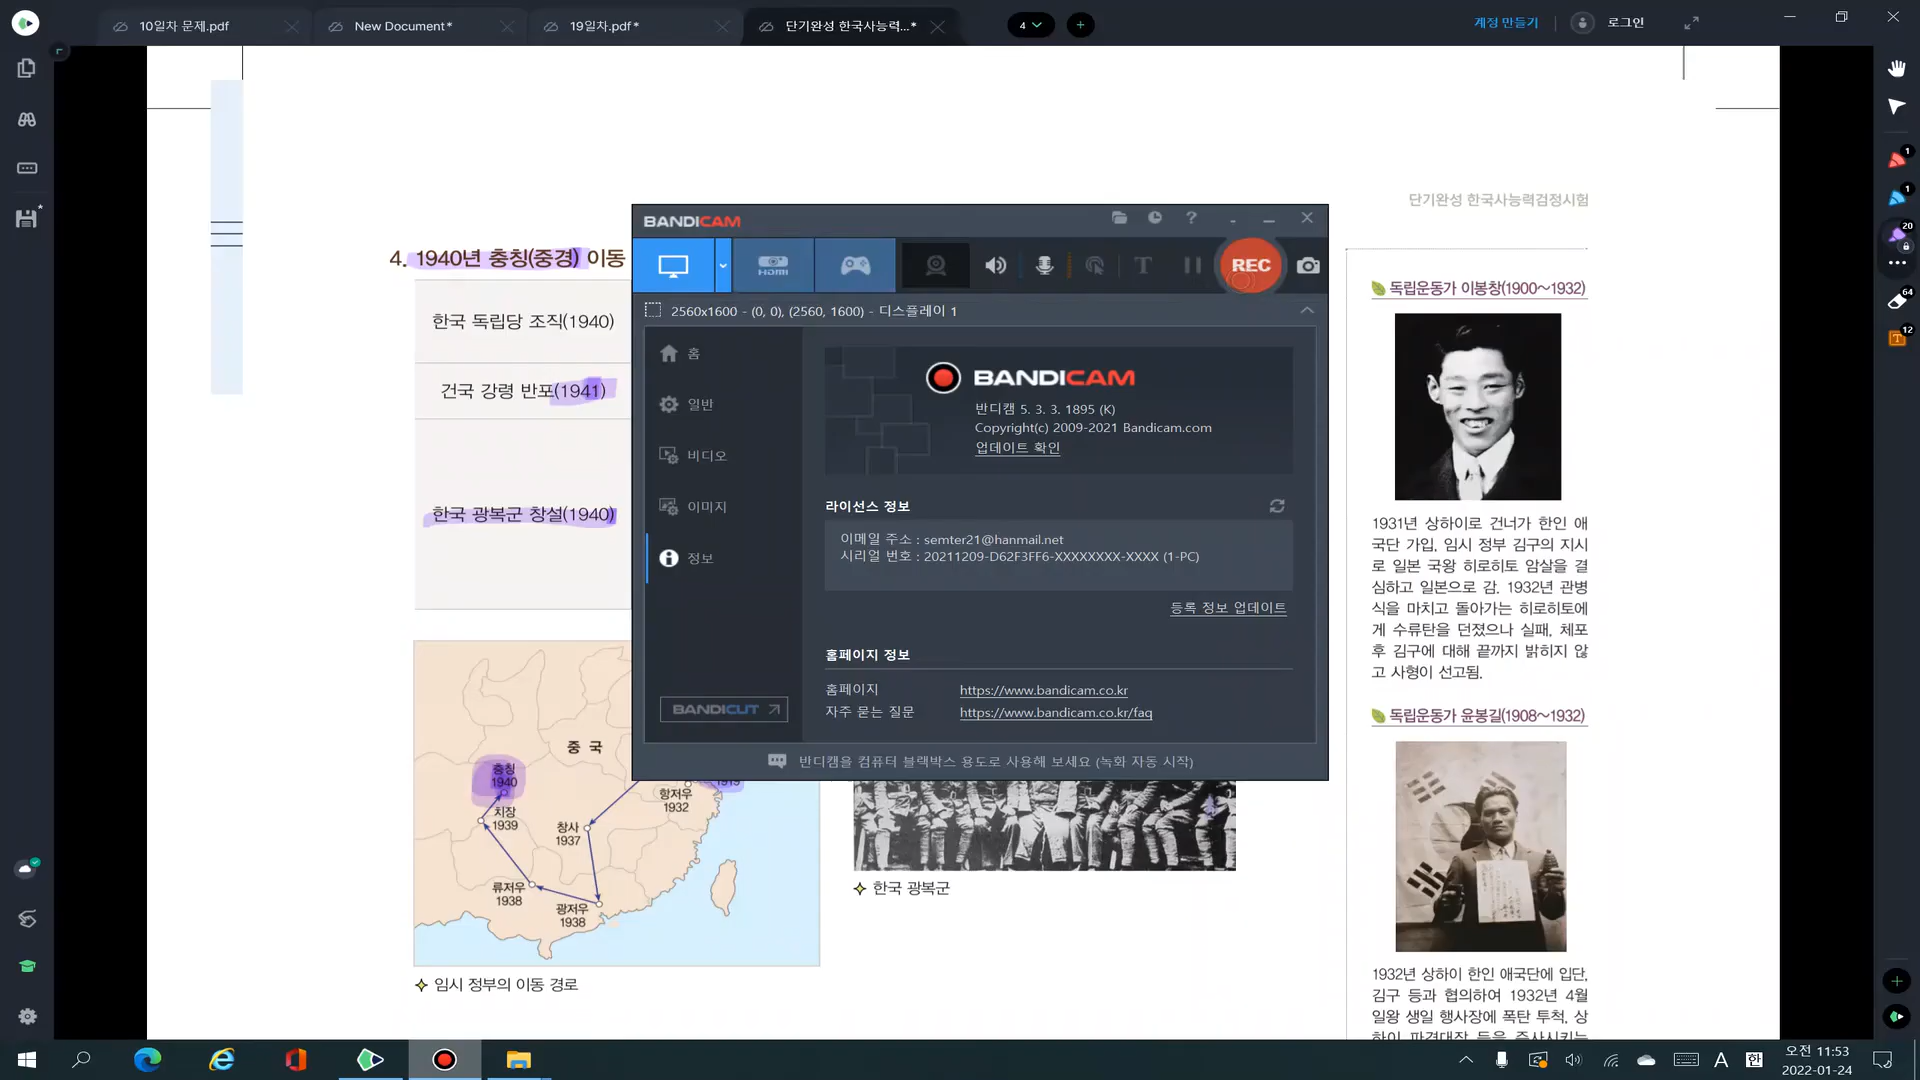 10일차 문제.pdf
New Document*
19일차.pdf*
단기완성 한국사능력...*
4
계정 만들기
로그인
단기완성 한국사능력검정시험
4. 1940년 충칭(중경) 이동
한국 독립당 조직(1940)
건국 강령 반포(1941)
한국 광복군 창설(1940)
BANDICAM
HDMI
REC
2560x1600 - (0, 0), (2560, 1600) - 디스플레이 1
홈
일반
비디오
이미지
정보
BANDICUT
BANDICAM
반디캠 5. 3. 3. 1895 (K)
Copyright(c) 2009-2021 Bandicam.com
업데이트 확인
라이선스 정보
이메일 주소 : semter21@hanmail.net
시리얼 번호 : 20211209-D62F3FF6-XXXXXXXX-XXXX (1-PC)
등록 정보 업데이트
홈페이지 정보
홈페이지 https://www.bandicam.co.kr
자주 묻는 질문 https://www.bandicam.co.kr/faq
반디캠을 컴퓨터 블랙박스 용도로 사용해 보세요 (녹화 자동 시작)
중국
충칭
1940
치장
1939
창사
1937
항저우
1932
1919
류저우
1938
광저우
1938
임시 정부의 이동 경로
한국 광복군
독립운동가 이봉창(1900～1932)
1931년 상하이로 건너가 한인 애
국단 가입, 임시 정부 김구의 지시
로 일본 국왕 히로히토 암살을 결
심하고 일본으로 감. 1932년 관병
식을 마치고 돌아가는 히로히토에
게 수류탄을 던졌으나 실패, 체포
후 김구에 대해 끝까지 밝히지 않
고 사형이 선고됨.
독립운동가 윤봉길(1908～1932)
1932년 상하이 한인 애국단에 입단,
김구 등과 협의하여 1932년 4월
일왕 생일 행사장에 폭탄 투척, 상
1
1
20
64
12
A
한
오전 11:53
2022-01-24